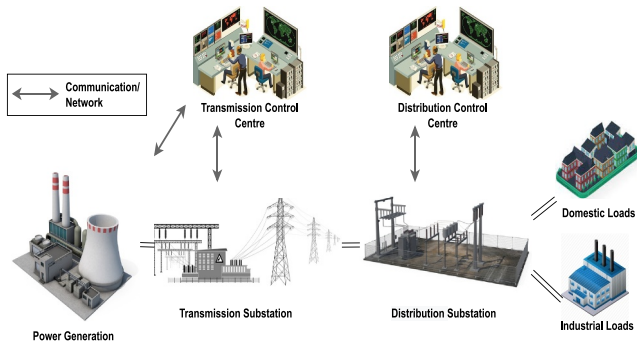 Communication/
Network
Transmission Control
Centre
Distribution Control
Centre
Domestic Loads
Power Generation
Transmission Substation
Distribution Substation
Industrial Loads